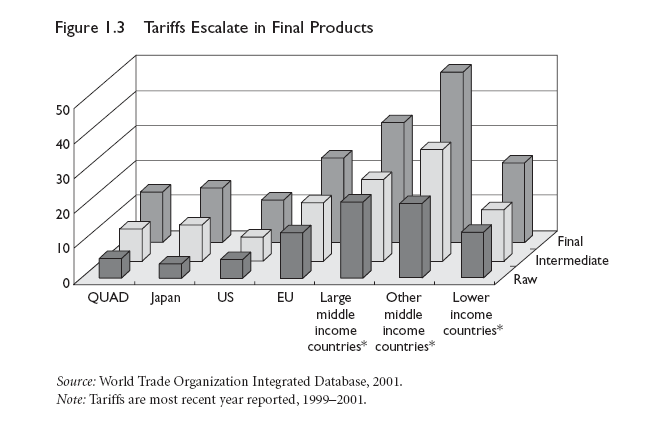 Figure 1.3 Tariffs Escalate in Final Products
50
40
30
20
10
0
Final
Intermediate
Raw
QUAD Japan US EU Large Other Lower
middle middle income
income income countries*
countries* countries*
Source: World Trade Organization Integrated Database, 2001.
Note: Tariffs are most recent year reported, 1999–2001.